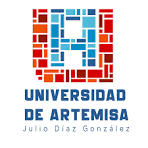 UNIVERSIDAD
DE ARTEMISA
Julio Díaz González